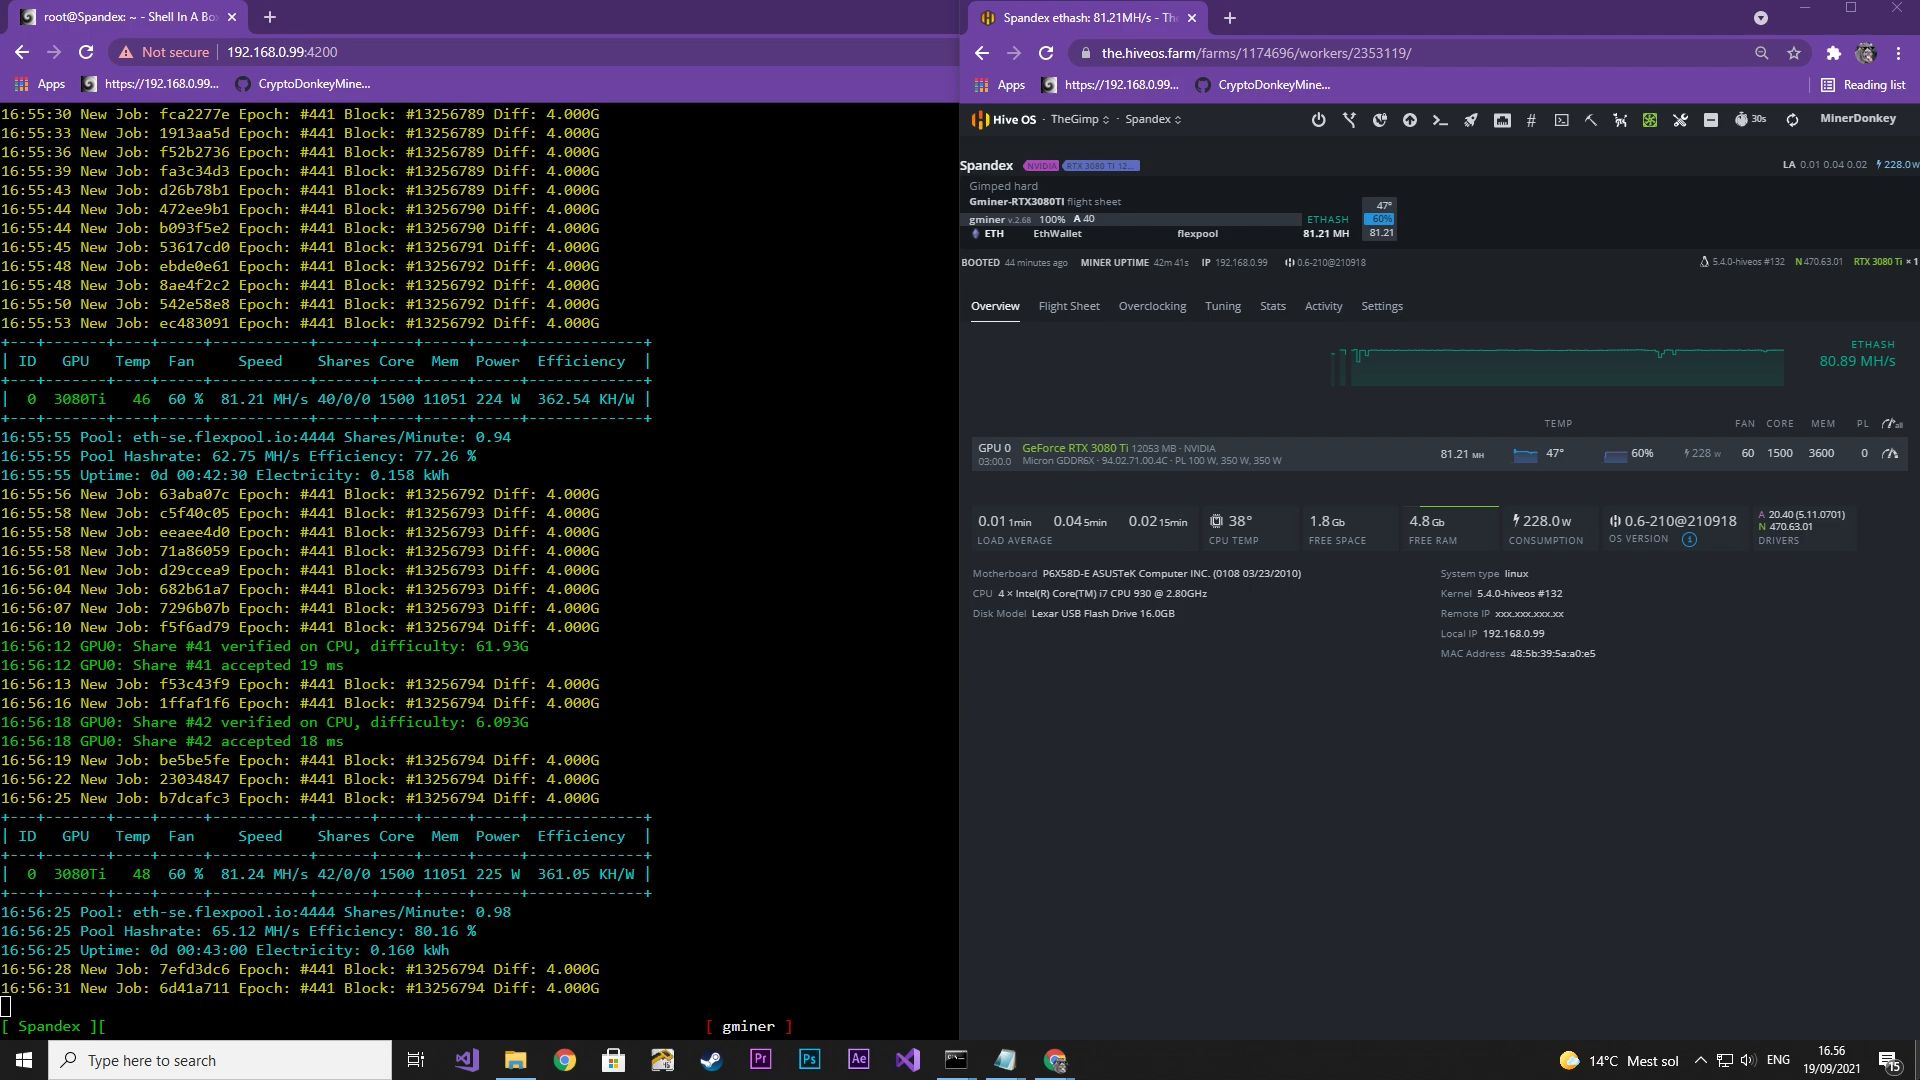 root@Spandex: ~ - Shell In A Bo
Not secure 192.168.0.99:4200
Apps https://192.168.0.99... CryptoDonkeyMine...
16:55:30 New Job: fca2277e Epoch: #441 Block: #13256789 Diff: 4.000G
16:55:33 New Job: 1913aa5d Epoch: #441 Block: #13256789 Diff: 4.000G
16:55:36 New Job: f52b2736 Epoch: #441 Block: #13256789 Diff: 4.000G
16:55:39 New Job: fa3c34d3 Epoch: #441 Block: #13256789 Diff: 4.000G
16:55:43 New Job: d26b78b1 Epoch: #441 Block: #13256789 Diff: 4.000G
16:55:44 New Job: 472ee9b1 Epoch: #441 Block: #13256790 Diff: 4.000G
16:55:44 New Job: b093f5e2 Epoch: #441 Block: #13256790 Diff: 4.000G
16:55:45 New Job: 53617cd0 Epoch: #441 Block: #13256791 Diff: 4.000G
16:55:48 New Job: ebde0e61 Epoch: #441 Block: #13256792 Diff: 4.000G
16:55:48 New Job: 8ae4f2c2 Epoch: #441 Block: #13256792 Diff: 4.000G
16:55:50 New Job: 542e58e8 Epoch: #441 Block: #13256792 Diff: 4.000G
16:55:53 New Job: ec483091 Epoch: #441 Block: #13256792 Diff: 4.000G
| ID GPU Temp Fan Speed Shares Core Mem Power Efficiency |
| 0 3080Ti 46 60 % 81.21 MH/s 40/0/0 1500 11051 224 W 362.54 KH/W |
16:55:55 Pool: eth-se.flexpool.io:4444 Shares/Minute: 0.94
16:55:55 Pool Hashrate: 62.75 MH/s Efficiency: 77.26 %
16:55:55 Uptime: 0d 00:42:30 Electricity: 0.158 kWh
16:55:56 New Job: 63aba07c Epoch: #441 Block: #13256792 Diff: 4.000G
16:55:58 New Job: c5f40c05 Epoch: #441 Block: #13256793 Diff: 4.000G
16:55:58 New Job: eeaee4d0 Epoch: #441 Block: #13256793 Diff: 4.000G
16:55:58 New Job: 71a86059 Epoch: #441 Block: #13256793 Diff: 4.000G
16:56:01 New Job: d29ccea9 Epoch: #441 Block: #13256793 Diff: 4.000G
16:56:04 New Job: 682b61a7 Epoch: #441 Block: #13256793 Diff: 4.000G
16:56:07 New Job: 7296b07b Epoch: #441 Block: #13256793 Diff: 4.000G
16:56:10 New Job: f5f6ad79 Epoch: #441 Block: #13256794 Diff: 4.000G
16:56:12 GPU0: Share #41 verified on CPU, difficulty: 61.93G
16:56:12 GPU0: Share #41 accepted 19 ms
16:56:13 New Job: f53c43f9 Epoch: #441 Block: #13256794 Diff: 4.000G
16:56:16 New Job: 1ffaf1f6 Epoch: #441 Block: #13256794 Diff: 4.000G
16:56:18 GPU0: Share #42 verified on CPU, difficulty: 6.093G
16:56:18 GPU0: Share #42 accepted 18 ms
16:56:19 New Job: be5be5fe Epoch: #441 Block: #13256794 Diff: 4.000G
16:56:22 New Job: 23034847 Epoch: #441 Block: #13256794 Diff: 4.000G
16:56:25 New Job: b7dcafc3 Epoch: #441 Block: #13256794 Diff: 4.000G
| ID GPU Temp Fan Speed Shares Core Mem Power Efficiency |
| 0 3080Ti 48 60 % 81.24 MH/s 42/0/0 1500 11051 225 W 361.05 KH/W |
16:56:25 Pool: eth-se.flexpool.io:4444 Shares/Minute: 0.98
16:56:25 Pool Hashrate: 65.12 MH/s Efficiency: 80.16 %
16:56:25 Uptime: 0d 00:43:00 Electricity: 0.160 kWh
16:56:28 New Job: 7efd3dc6 Epoch: #441 Block: #13256794 Diff: 4.000G
16:56:31 New Job: 6d41a711 Epoch: #441 Block: #13256794 Diff: 4.000G
[ Spandex ][ [ gminer ]
Spandex ethash: 81.21MH/s - Th
the.hiveos.farm/farms/1174696/workers/2353119/
Apps https://192.168.0.99... CryptoDonkeyMine... Reading list
Hive OS · TheGimp · Spandex 30s MinerDonkey
Spandex NVIDIA RTX 3080 TI 12... LA 0.01 0.04 0.02 228.0w
Gimped hard
Gminer-RTX3080TI flight sheet
gminer v.2.68 100% A 40 ETHASH
ETH EthWallet flexpool 81.21 MH
47°
60%
81.21
BOOTED 44 minutes ago MINER UPTIME 42m 41s IP 192.168.0.99 0.6-210@210918 5.4.0-hiveos #132 N 470.63.01 RTX 3080 Ti × 1
Overview Flight Sheet Overclocking Tuning Stats Activity Settings
ETHASH
80.89 MH/s
TEMP FAN CORE MEM PL all
GPU 0 GeForce RTX 3080 Ti 12053 MB · NVIDIA 81.21 MH 47° 60% 228 w 60 1500 3600 0
03:00.0 Micron GDDR6X · 94.02.71.00.4C · PL 100 W, 350 W, 350 W
0.01 1min 0.04 5min 0.02 15min 38° 1.8 Gb 4.8 Gb 228.0 w 0.6-210@210918 A 20.40 (5.11.0701)
N 470.63.01
LOAD AVERAGE CPU TEMP FREE SPACE FREE RAM CONSUMPTION OS VERSION DRIVERS
Motherboard P6X58D-E ASUSTeK Computer INC. (0108 03/23/2010) System type linux
CPU 4 × Intel(R) Core(TM) i7 CPU 930 @ 2.80GHz Kernel 5.4.0-hiveos #132
Disk Model Lexar USB Flash Drive 16.0GB Remote IP xxx.xxx.xxx.xx
Local IP 192.168.0.99
MAC Address 48:5b:39:5a:a0:e5
Type here to search Pr Ps Ae 14°C Mest sol ENG 16.56
19/09/2021 15